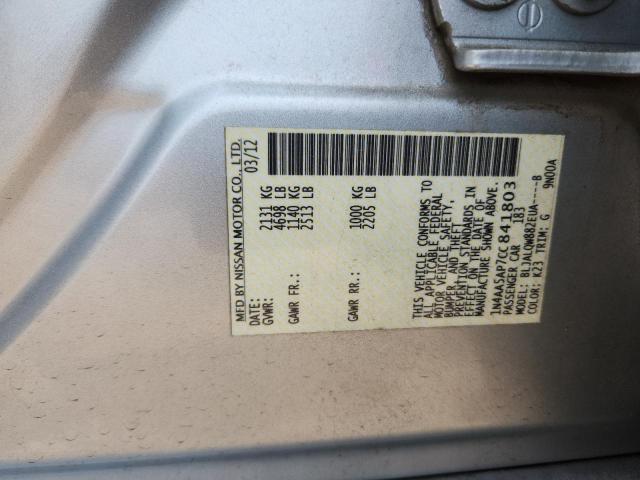 MFD BY NISSAN MOTOR CO., LTD.
DATE: 03/12
GVWR: 2131 KG
4698 LB
GAWR FR.: 1140 KG
2513 LB
GAWR RR.: 1000 KG
2205 LB
THIS VEHICLE CONFORMS TO
ALL APPLICABLE FEDERAL
MOTOR VEHICLE SAFETY,
BUMPER, AND THEFT
PREVENTION STANDARDS IN
EFFECT ON THE DATE OF
MANUFACTURE SHOWN ABOVE.
1N4AA5AP7CC841803
PASSENGER CAR 183
MODEL: BLJALQWB82EUA----B
COLOR: K23 TRIM: G 9N00A